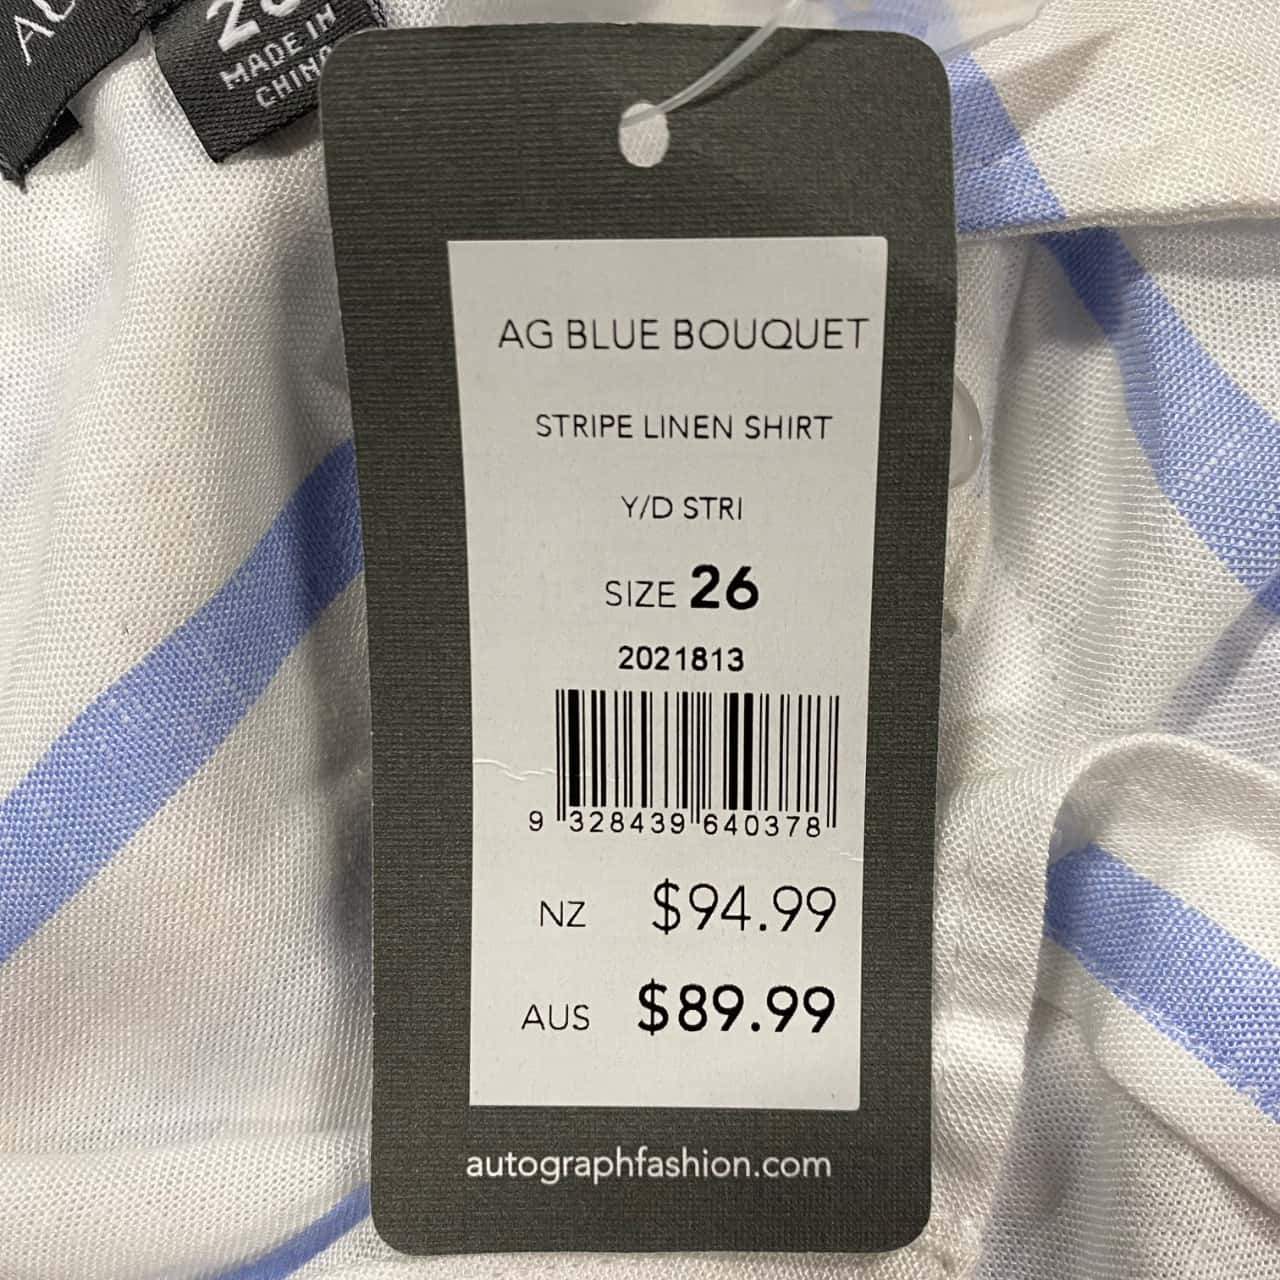 MADE IN
CHINA
AG BLUE BOUQUET
STRIPE LINEN SHIRT
Y/D STRI
SIZE 26
2021813
9 328439 640378
NZ $94.99
AUS $89.99
autographfashion.com